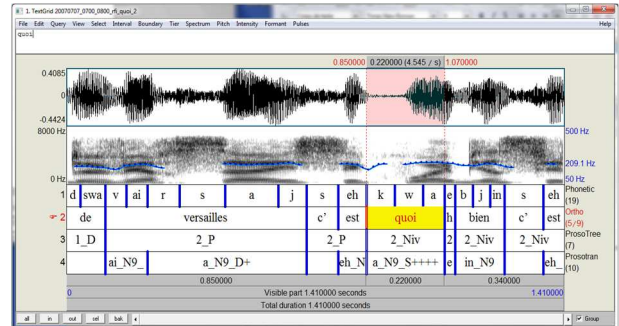 1. TextGrid 20070707_0700_0800_rfi_quoi_2
File Edit Query View Select Interval Boundary Tier Spectrum Pitch Intensity Formant Pulses Help
quoi
0.850000 0.220000 (4.545 / s) 1.070000
0.4085
0
-0.4424
8000 Hz 500 Hz
209.1 Hz
0 Hz 50 Hz
1 d swa v ai r s a j s eh k w a e b j in s eh Phonetic (19)
2 de versailles c' est quoi h bien c' est Ortho (5/9)
3 1_D 2_P 2_P 2_Niv 2 2_Niv 2_Niv ProsoTree (7)
4 ai_N9_ a_N9_D+ eh_N a_N9_S++++ e in_N9 eh_ Prosotran (10)
0.850000 0.220000 0.340000
0 Visible part 1.410000 seconds 1.410000
Total duration 1.410000 seconds
all in out sel bak Group